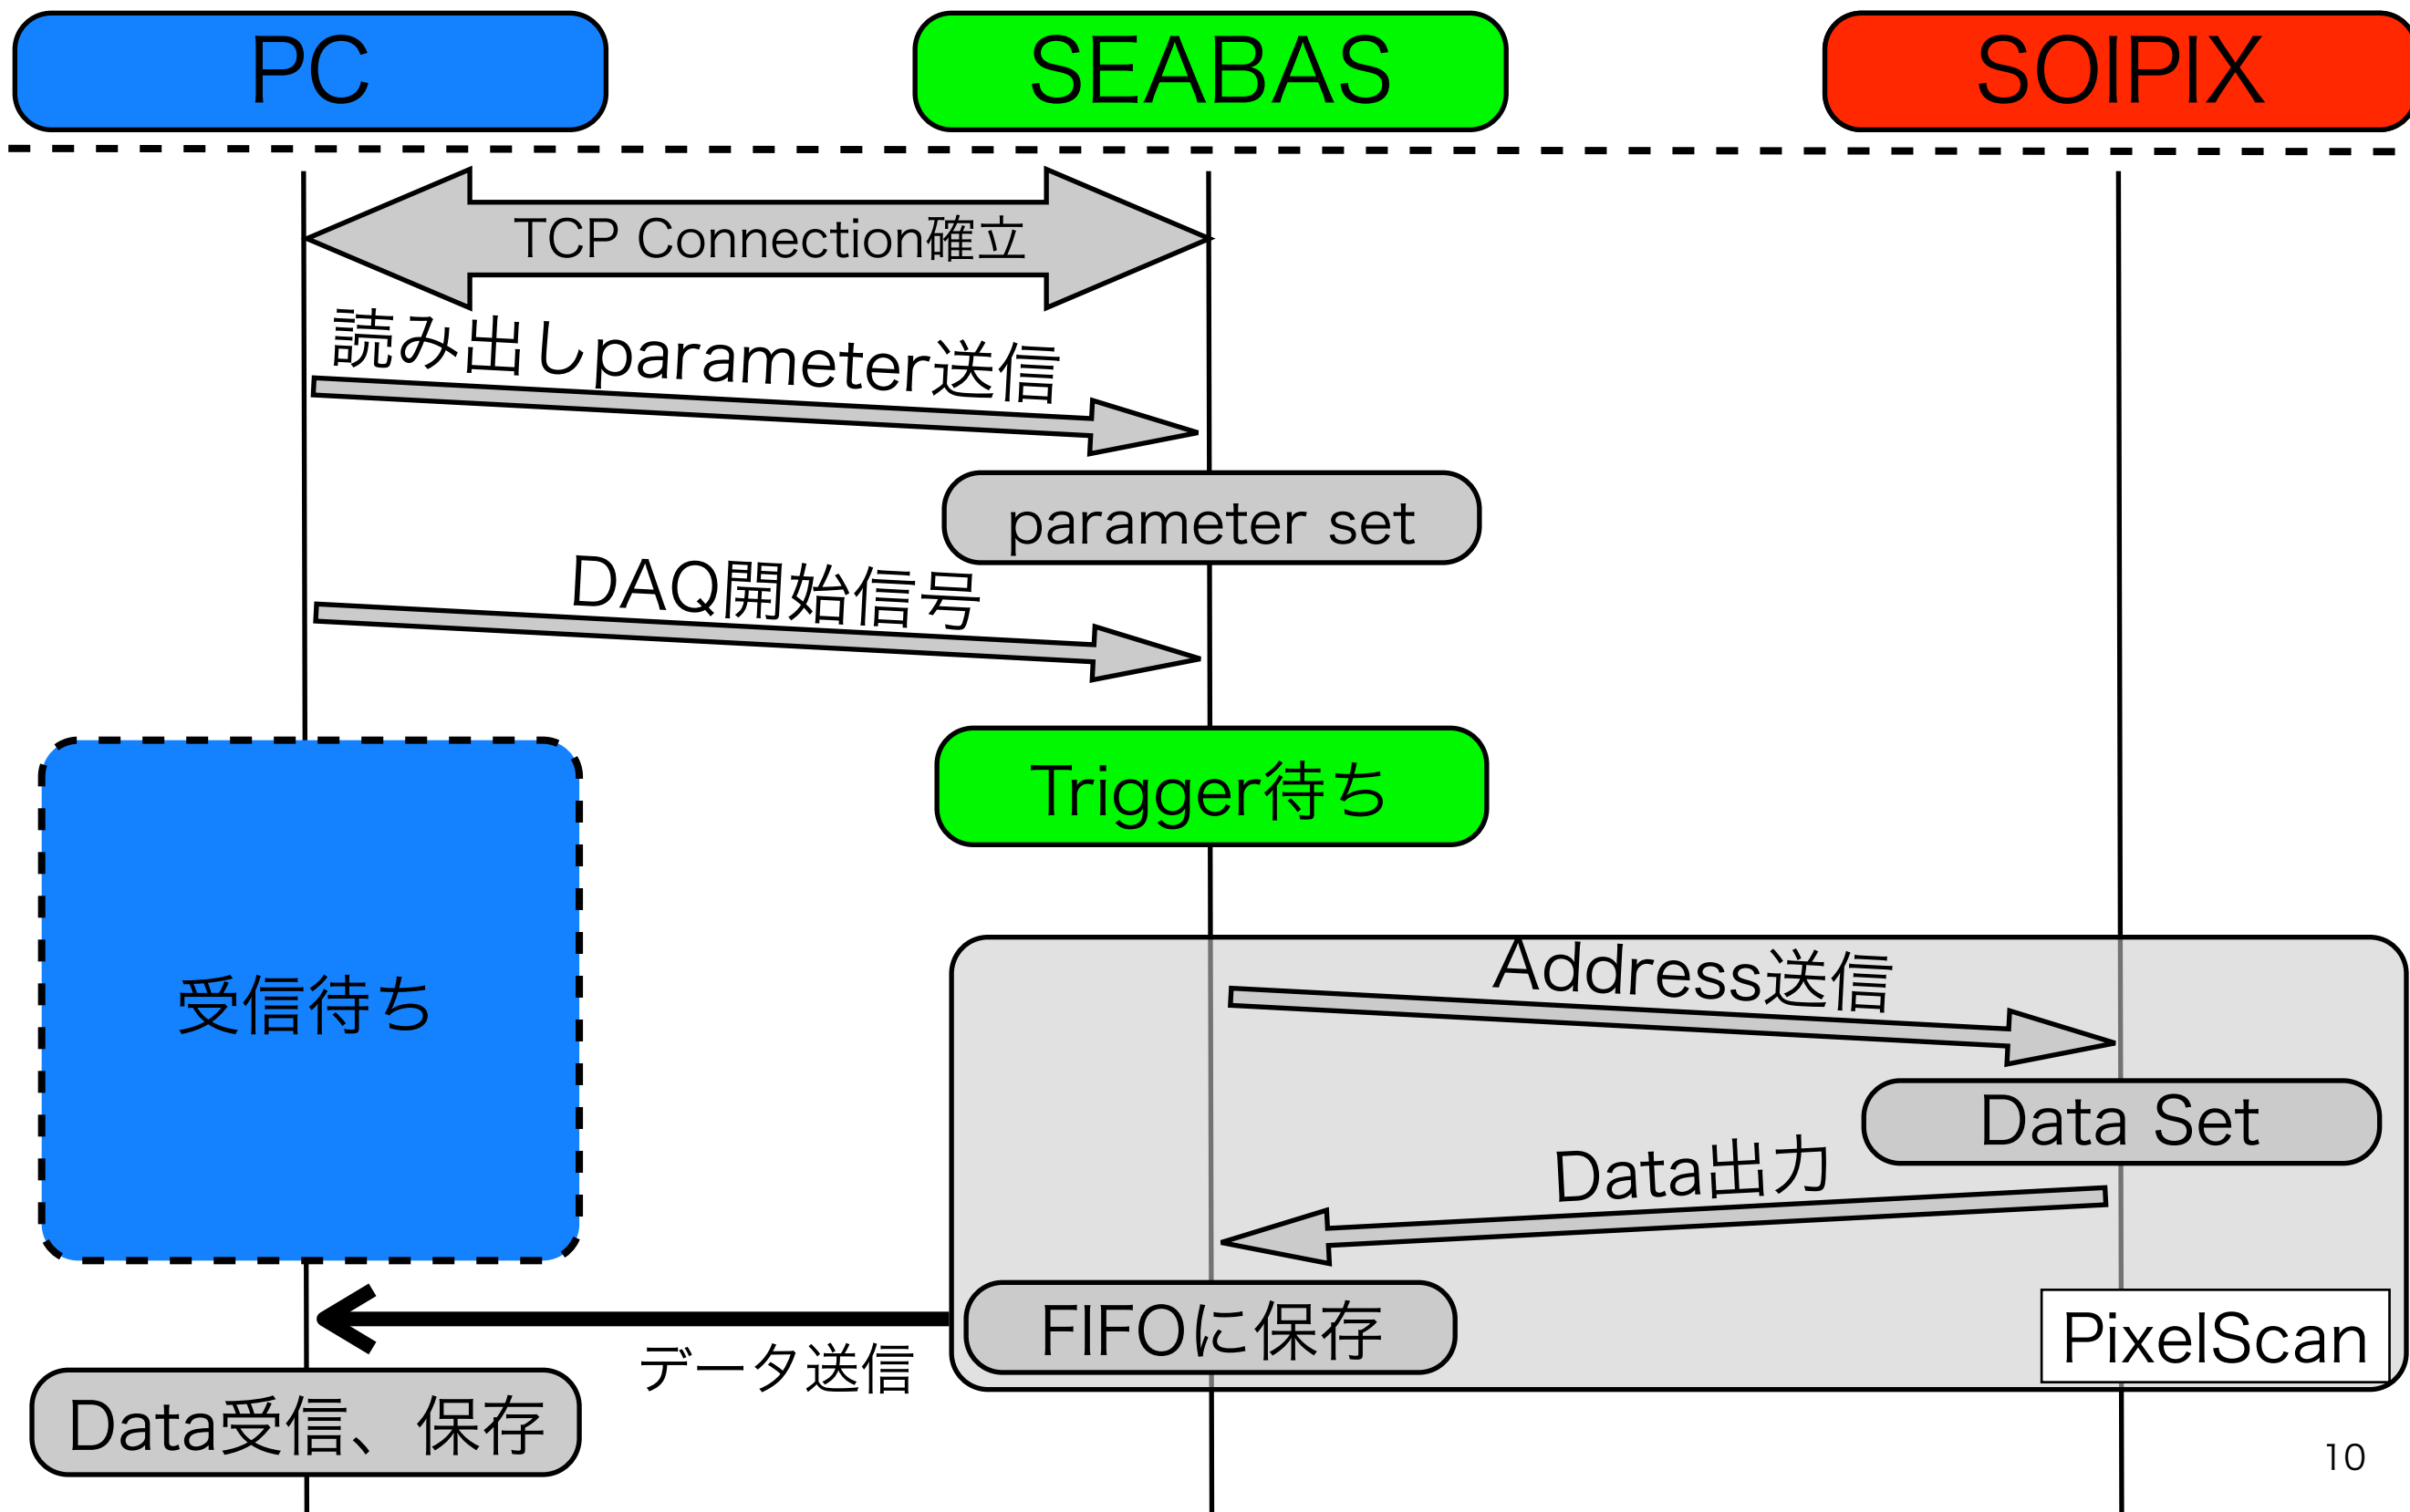 PC
SEABAS
SOIPIX
TCP Connection確立
読み出しparameter送信
parameter set
DAQ開始信号
Trigger待ち
受信待ち
Address送信
Data Set
Data出力
FIFOに保存
PixelScan
データ送信
Data受信、保存
10